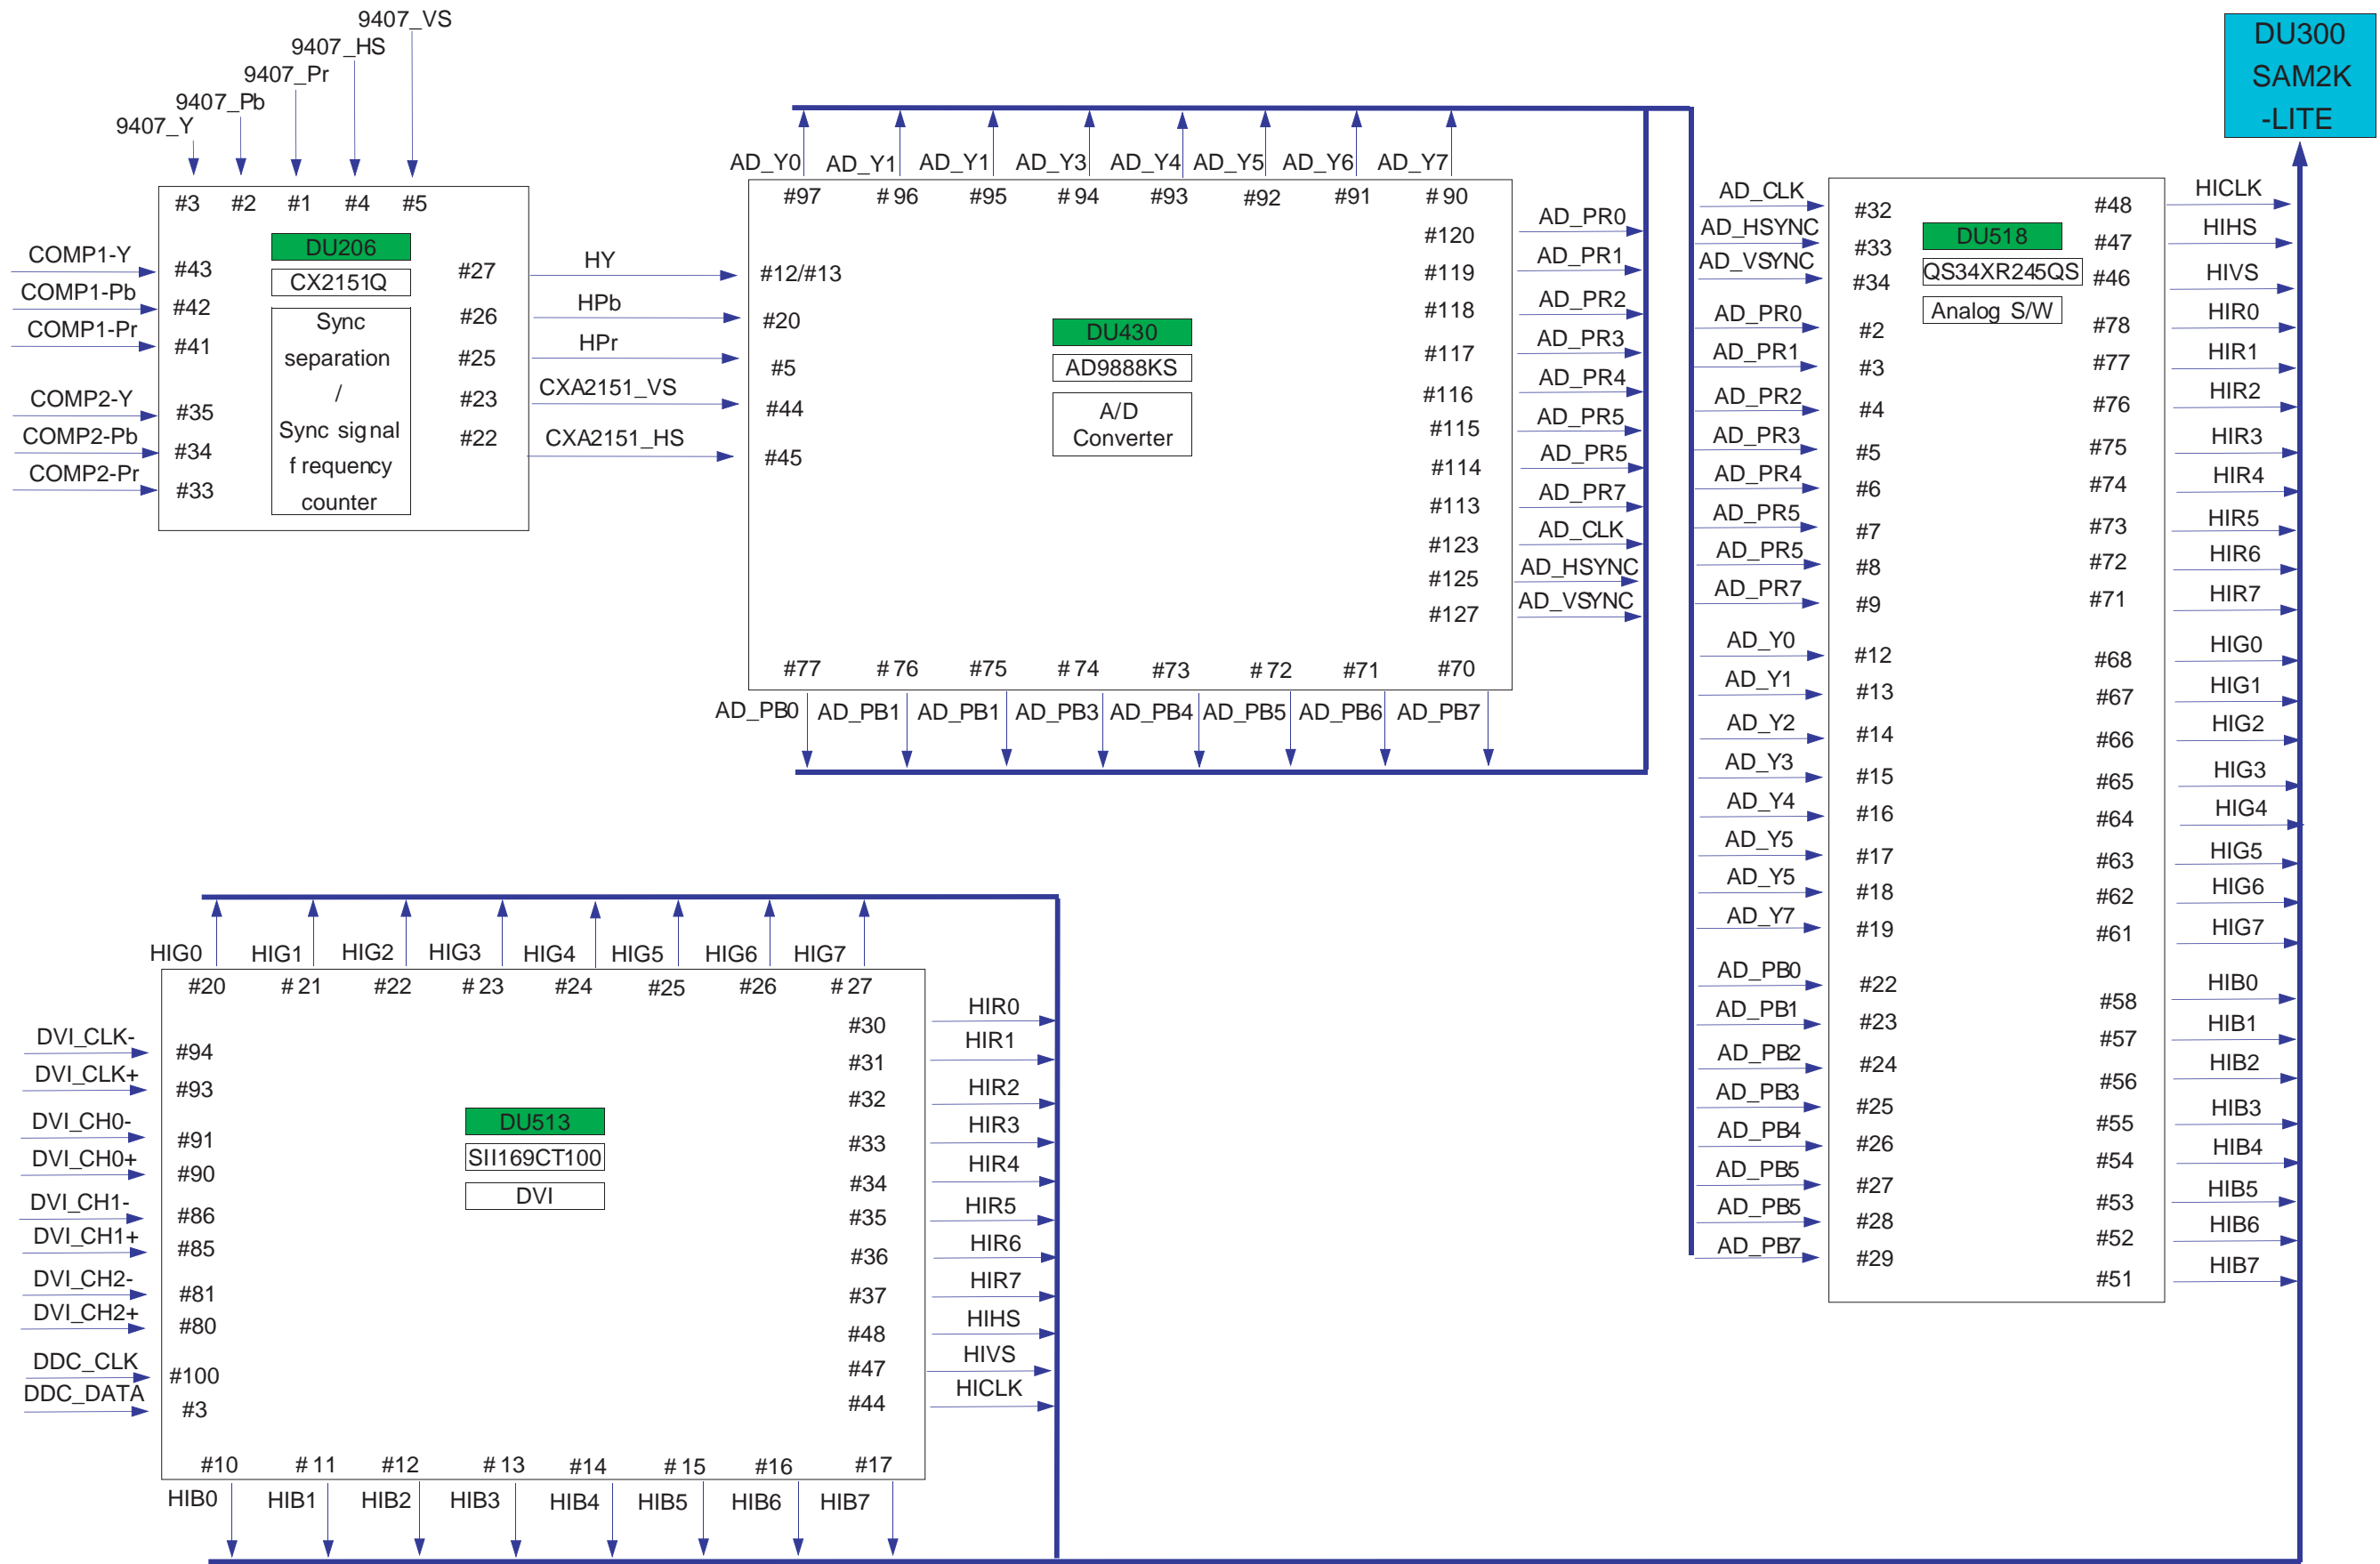 9407_VS
9407_HS
9407_Pr
9407_Pb
9407_Y
#3 #2 #1 #4 #5
DU206
CX2151Q
Sync
separation
/
Sync signal
frequency
counter
COMP1-Y
COMP1-Pb
COMP1-Pr
COMP2-Y
COMP2-Pb
COMP2-Pr
#43
#42
#41
#35
#34
#33
#27
#26
#25
#23
#22
HY
HPb
HPr
CXA2151_VS
CXA2151_HS
AD_Y0 AD_Y1 AD_Y1 AD_Y3 AD_Y4 AD_Y5 AD_Y6 AD_Y7
#97 #96 #95 #94 #93 #92 #91 #90
#12/#13
#20
#5
#44
#45
DU430
AD9888KS
A/D
Converter
#120
#119
#118
#117
#116
#115
#114
#113
#123
#125
#127
AD_PR0
AD_PR1
AD_PR2
AD_PR3
AD_PR4
AD_PR5
AD_PR5
AD_PR7
AD_CLK
AD_HSYNC
AD_VSYNC
#77 #76 #75 #74 #73 #72 #71 #70
AD_PB0 AD_PB1 AD_PB1 AD_PB3 AD_PB4 AD_PB5 AD_PB6 AD_PB7
AD_CLK
AD_HSYNC
AD_VSYNC
AD_PR0
AD_PR1
AD_PR2
AD_PR3
AD_PR4
AD_PR5
AD_PR5
AD_PR7
AD_Y0
AD_Y1
AD_Y2
AD_Y3
AD_Y4
AD_Y5
AD_Y5
AD_Y7
AD_PB0
AD_PB1
AD_PB2
AD_PB3
AD_PB4
AD_PB5
AD_PB5
AD_PB7
#32
#33
#34
#2
#3
#4
#5
#6
#7
#8
#9
#12
#13
#14
#15
#16
#17
#18
#19
#22
#23
#24
#25
#26
#27
#28
#29
DU518
QS34XR245QS
Analog S/W
#48
#47
#46
#78
#77
#76
#75
#74
#73
#72
#71
#68
#67
#66
#65
#64
#63
#62
#61
#58
#57
#56
#55
#54
#53
#52
#51
HICLK
HIHS
HIVS
HIR0
HIR1
HIR2
HIR3
HIR4
HIR5
HIR6
HIR7
HIG0
HIG1
HIG2
HIG3
HIG4
HIG5
HIG6
HIG7
HIB0
HIB1
HIB2
HIB3
HIB4
HIB5
HIB6
HIB7
DU300
SAM2K
-LITE
HIG0 HIG1 HIG2 HIG3 HIG4 HIG5 HIG6 HIG7
#20 #21 #22 #23 #24 #25 #26 #27
DVI_CLK-
DVI_CLK+
DVI_CH0-
DVI_CH0+
DVI_CH1-
DVI_CH1+
DVI_CH2-
DVI_CH2+
DDC_CLK
DDC_DATA
#94
#93
#91
#90
#86
#85
#81
#80
#100
#3
DU513
SII169CT100
DVI
#30
#31
#32
#33
#34
#35
#36
#37
#48
#47
#44
HIR0
HIR1
HIR2
HIR3
HIR4
HIR5
HIR6
HIR7
HIHS
HIVS
HICLK
#10 #11 #12 #13 #14 #15 #16 #17
HIB0 HIB1 HIB2 HIB3 HIB4 HIB5 HIB6 HIB7